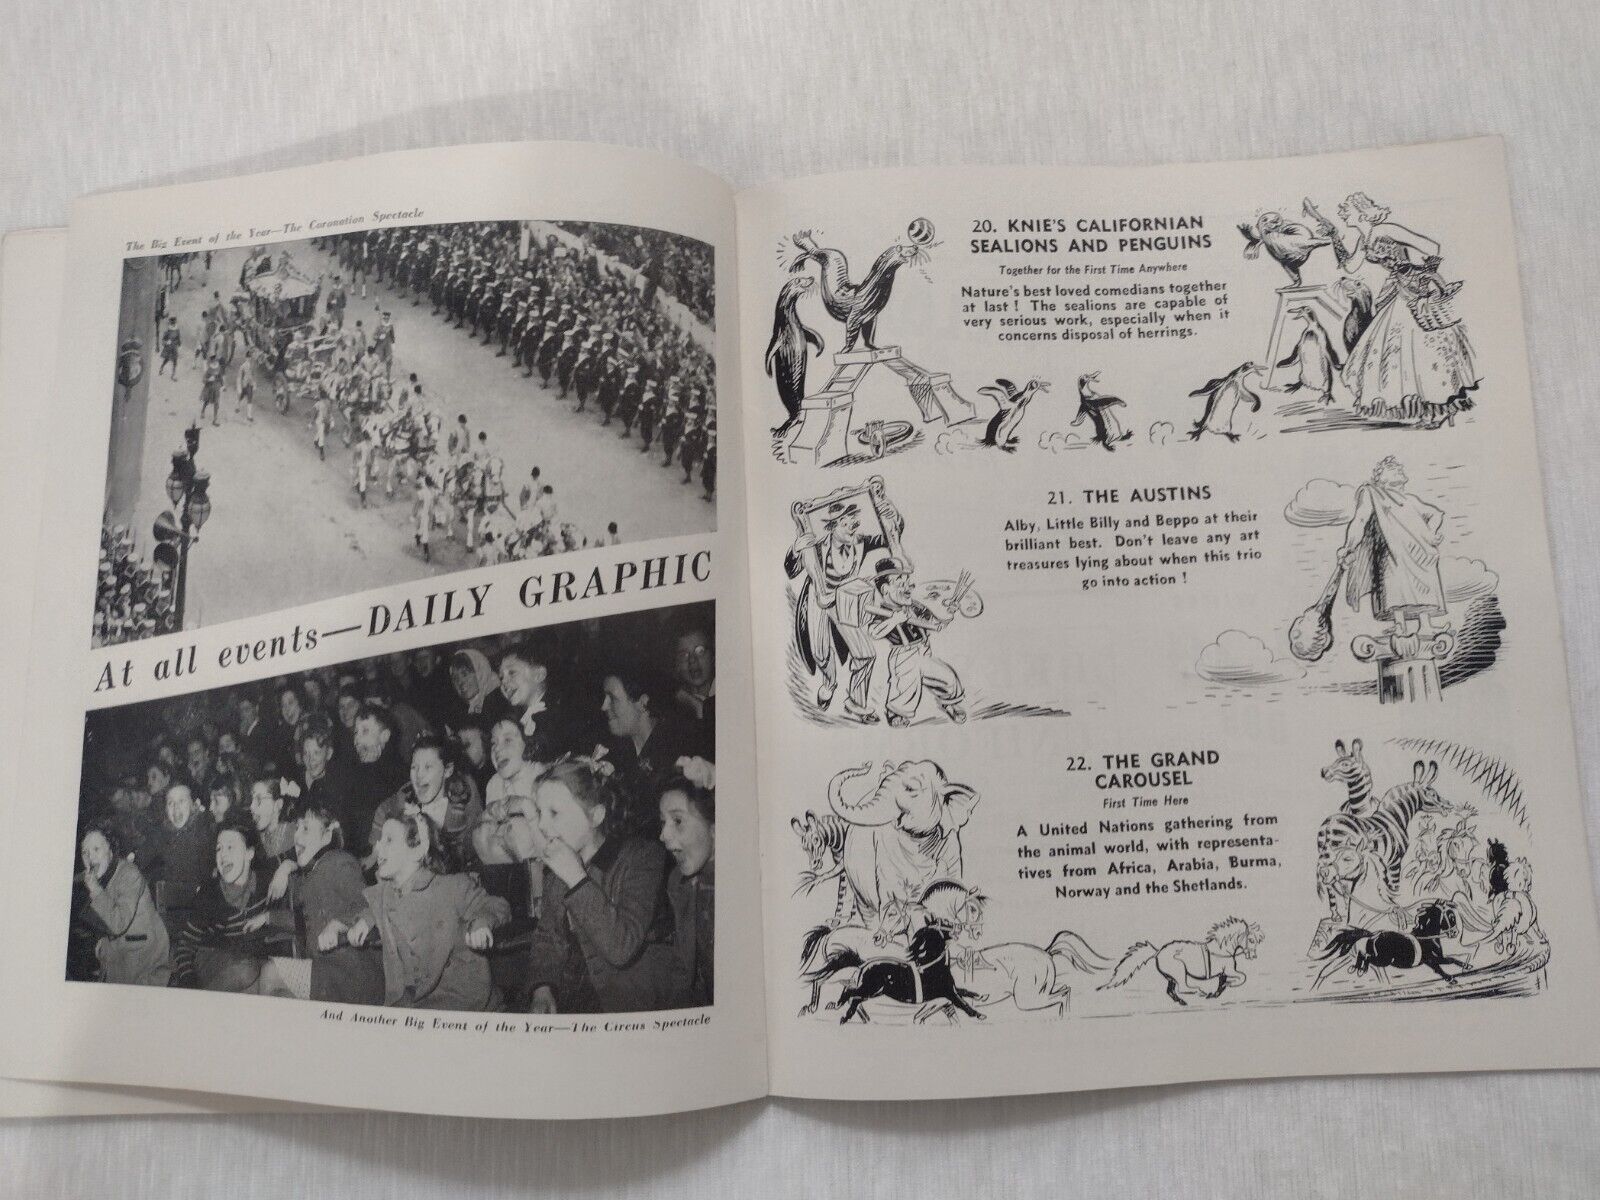 The Big Event of the Year—The Coronation Spectacle
At all events—DAILY GRAPHIC
And Another Big Event of the Year—The Circus Spectacle
20. KNIE'S CALIFORNIAN
SEALIONS AND PENGUINS
Together for the First Time Anywhere
Nature's best loved comedians together
at last ! The sealions are capable of
very serious work, especially when it
concerns disposal of herrings.
21. THE AUSTINS
Alby, Little Billy and Beppo at their
brilliant best. Don't leave any art
treasures lying about when this trio
go into action !
22. THE GRAND
CAROUSEL
First Time Here
A United Nations gathering from
the animal world, with representa-
tives from Africa, Arabia, Burma,
Norway and the Shetlands.